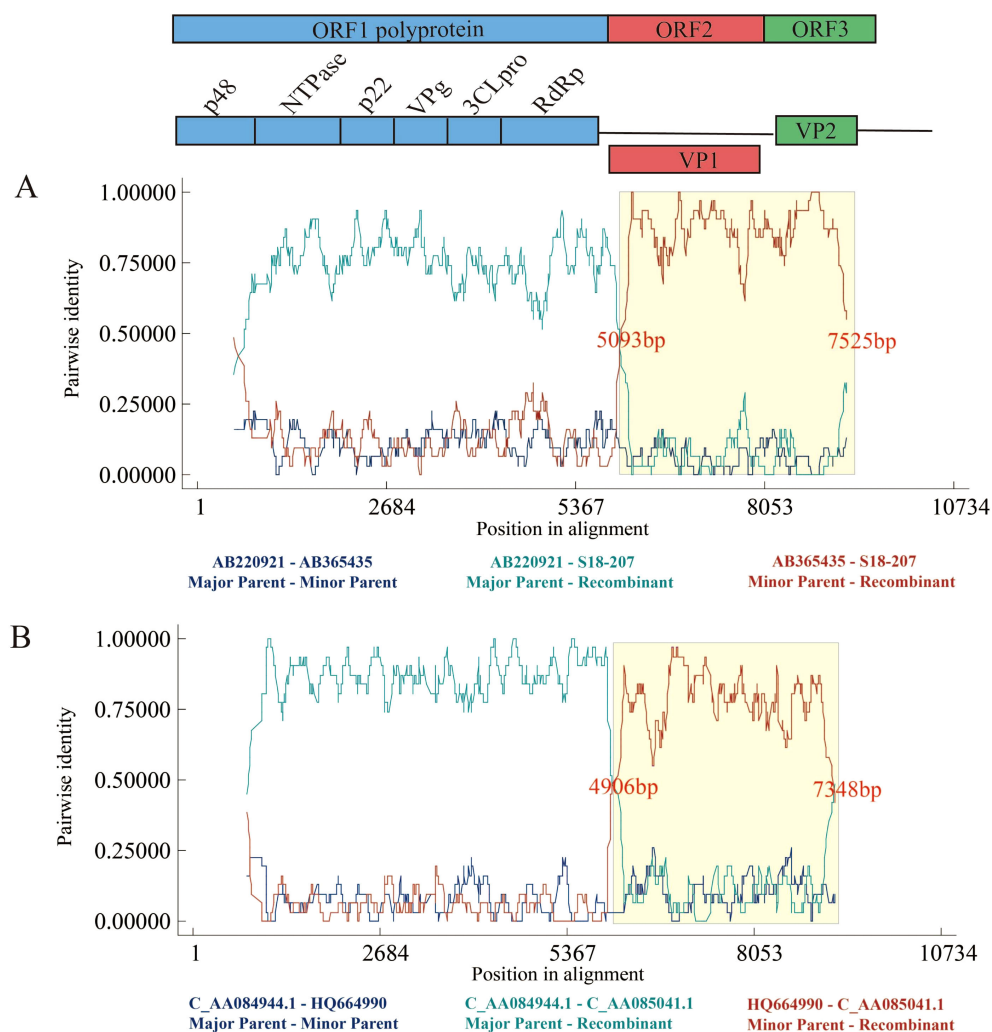 ORF1 polyprotein ORF2 ORF3
p48 NTPase p22 VPg 3CLpro RdRp
VP2
VP1
A
1.00000
0.75000
0.50000
0.25000
0.00000
Pairwise identity
5093bp 7525bp
1 2684 5367 8053 10734
Position in alignment
AB220921 - AB365435 AB220921 - S18-207 AB365435 - S18-207
Major Parent - Minor Parent Major Parent - Recombinant Minor Parent - Recombinant
B
1.00000
0.75000
0.50000
0.25000
0.00000
Pairwise identity
4906bp 7348bp
1 2684 5367 8053 10734
Position in alignment
C_AA084944.1 - HQ664990 C_AA084944.1 - C_AA085041.1 HQ664990 - C_AA085041.1
Major Parent - Minor Parent Major Parent - Recombinant Minor Parent - Recombinant